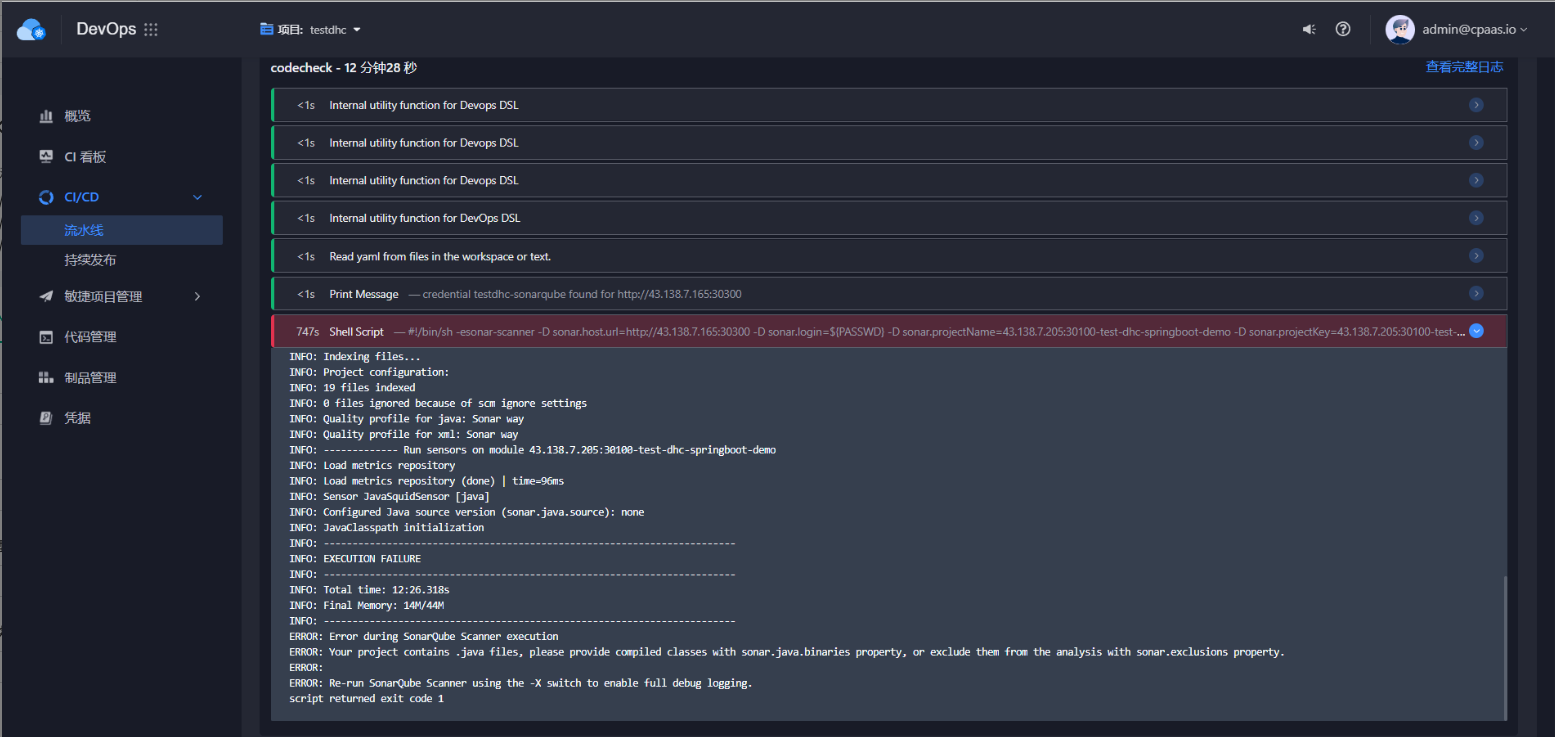 DevOps
项目: testdhc
admin@cpaas.io
codecheck - 12 分钟28 秒
查看完整日志
概览
CI 看板
CI/CD
流水线
持续发布
敏捷项目管理
代码管理
制品管理
凭据
<1s Internal utility function for Devops DSL
<1s Internal utility function for Devops DSL
<1s Internal utility function for Devops DSL
<1s Internal utility function for DevOps DSL
<1s Read yaml from files in the workspace or text.
<1s Print Message — credential testdhc-sonarqube found for http://43.138.7.165:30300
747s Shell Script — #!/bin/sh -esonar-scanner -D sonar.host.url=http://43.138.7.165:30300 -D sonar.login=${PASSWD} -D sonar.projectName=43.138.7.205:30100-test-dhc-springboot-demo -D sonar.projectKey=43.138.7.205:30100-test-...
INFO: Indexing files...
INFO: Project configuration:
INFO: 19 files indexed
INFO: 0 files ignored because of scm ignore settings
INFO: Quality profile for java: Sonar way
INFO: Quality profile for xml: Sonar way
INFO: ------------- Run sensors on module 43.138.7.205:30100-test-dhc-springboot-demo
INFO: Load metrics repository
INFO: Load metrics repository (done) | time=96ms
INFO: Sensor JavaSquidSensor [java]
INFO: Configured Java source version (sonar.java.source): none
INFO: JavaClasspath initialization
INFO: ------------------------------------------------------------------------
INFO: EXECUTION FAILURE
INFO: ------------------------------------------------------------------------
INFO: Total time: 12:26.318s
INFO: Final Memory: 14M/44M
INFO: ------------------------------------------------------------------------
ERROR: Error during SonarQube Scanner execution
ERROR: Your project contains .java files, please provide compiled classes with sonar.java.binaries property, or exclude them from the analysis with sonar.exclusions property.
ERROR:
ERROR: Re-run SonarQube Scanner using the -X switch to enable full debug logging.
script returned exit code 1